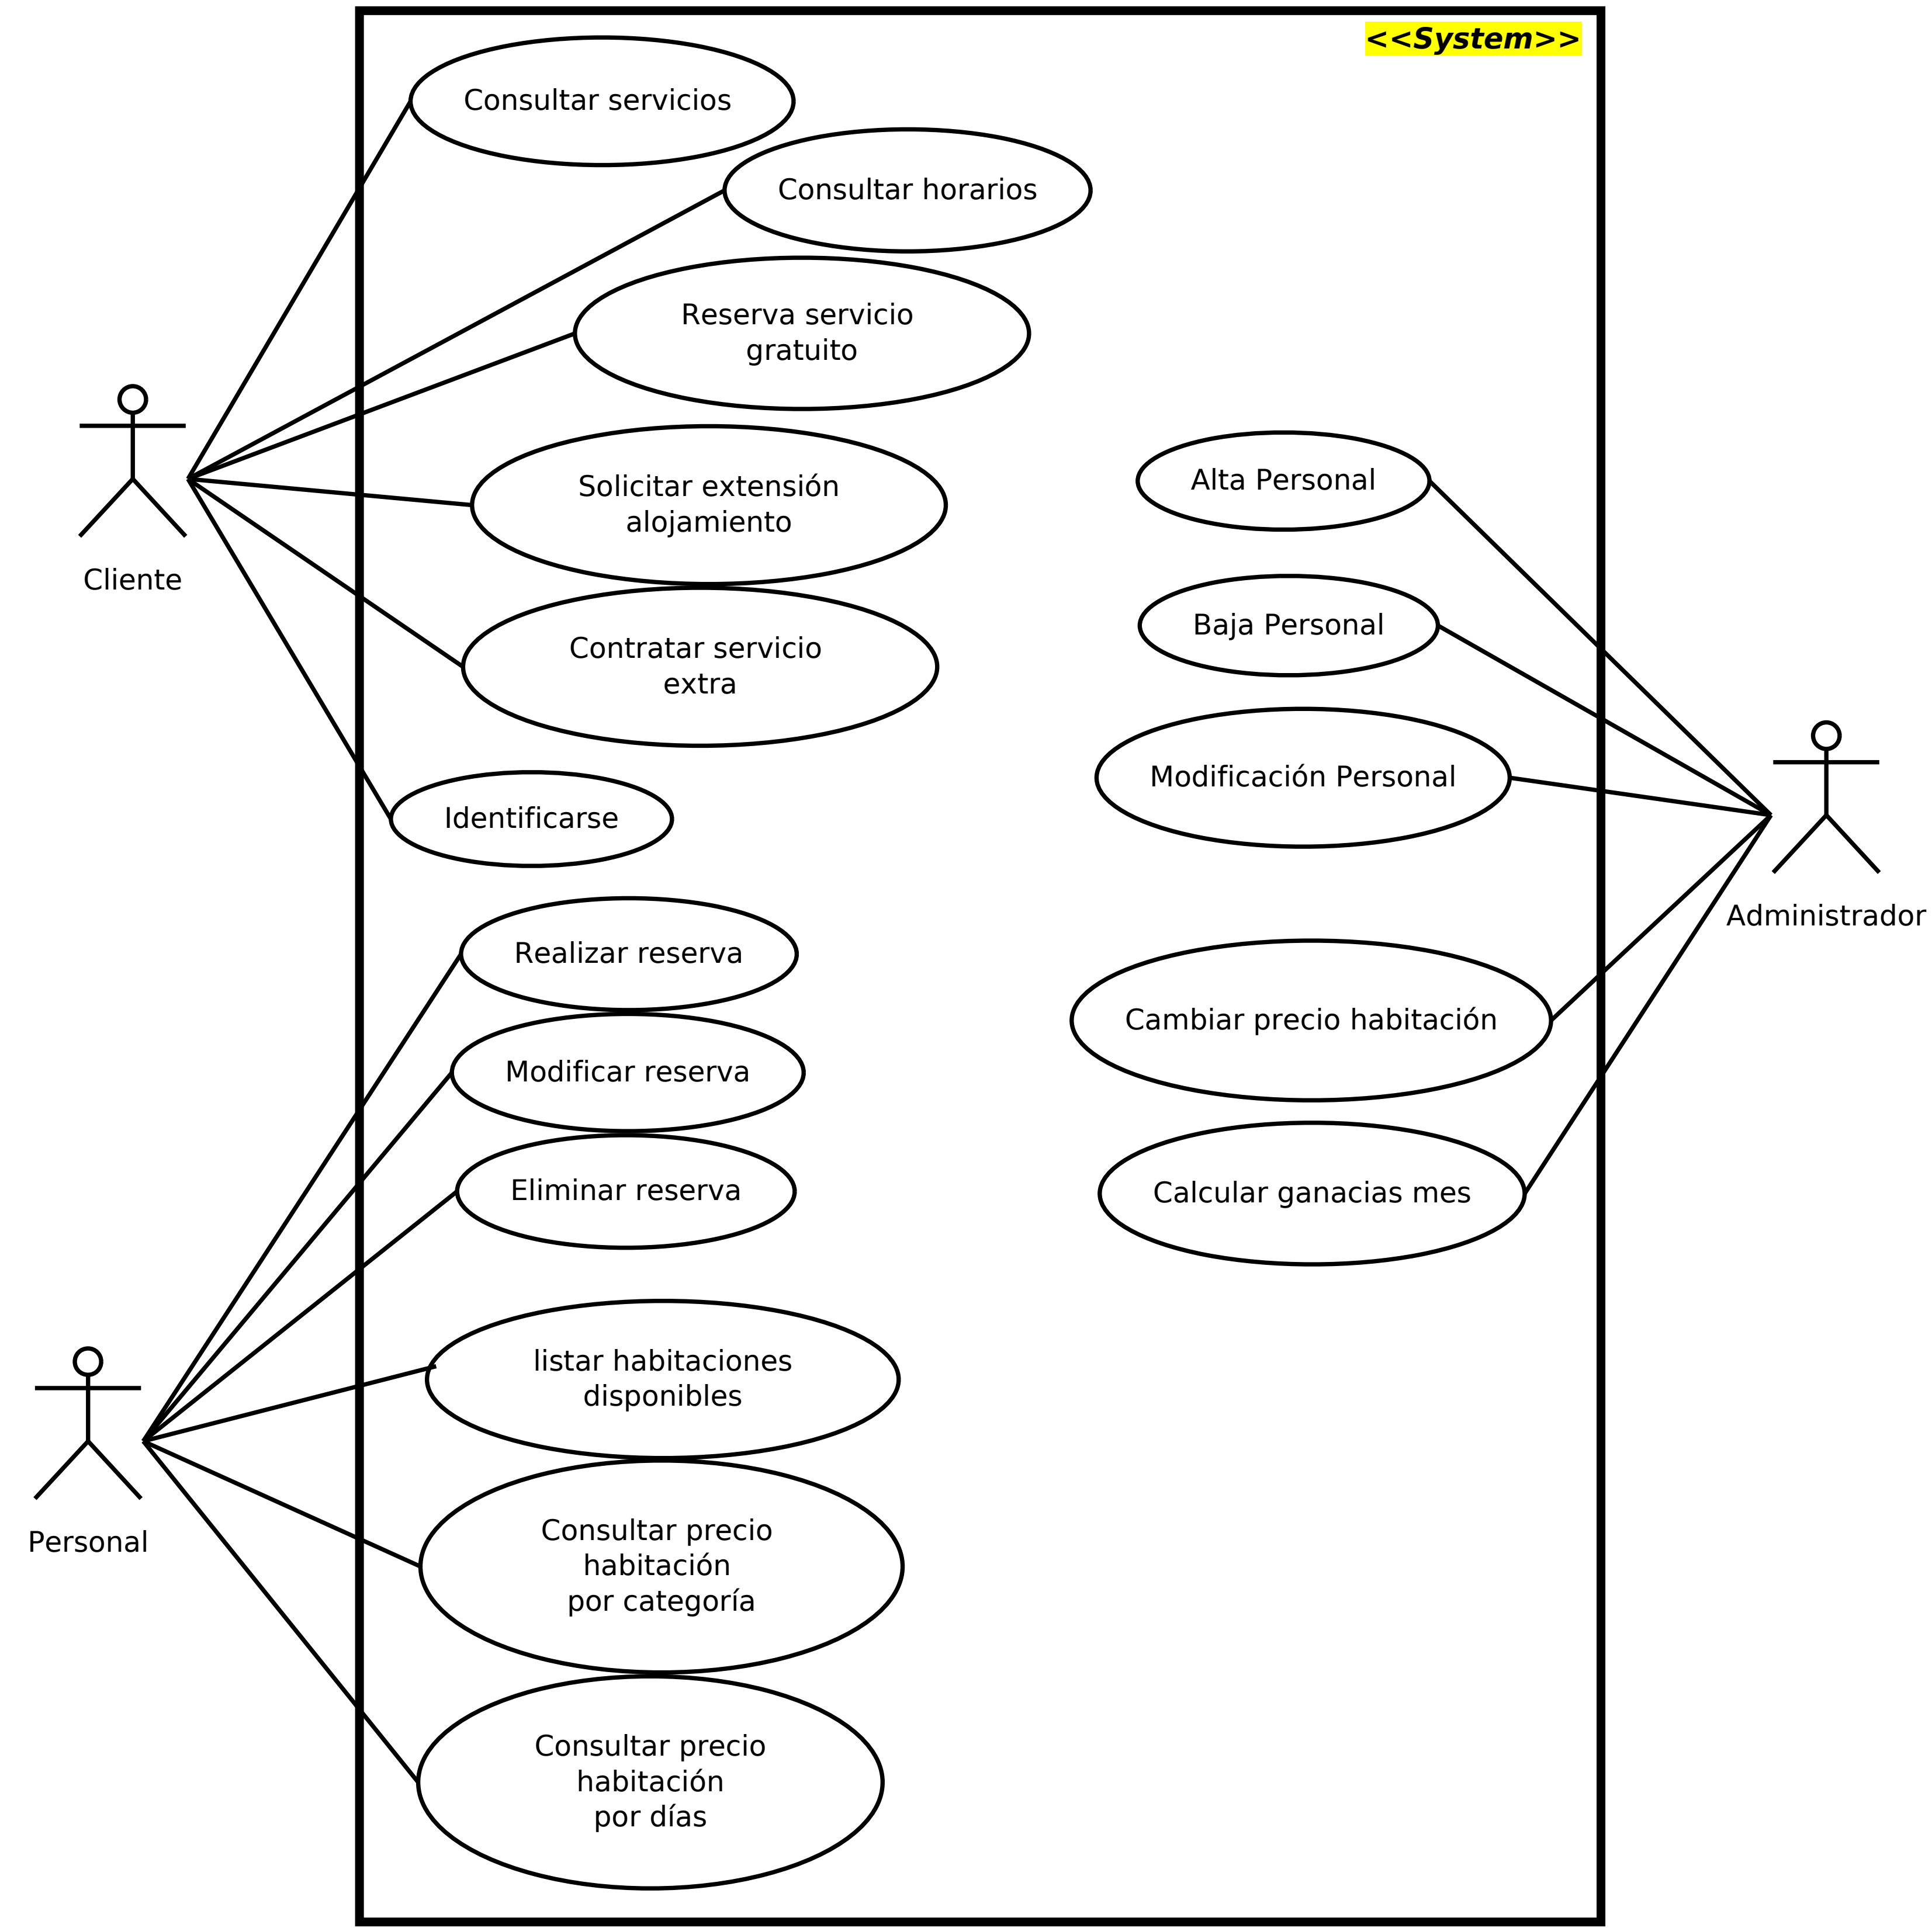 <<System>>
Consultar servicios
Consultar horarios
Reserva servicio
gratuito
Solicitar extensión
alojamiento
Contratar servicio
extra
Identificarse
Cliente
Alta Personal
Baja Personal
Modificación Personal
Cambiar precio habitación
Calcular ganacias mes
Administrador
Realizar reserva
Modificar reserva
Eliminar reserva
listar habitaciones
disponibles
Consultar precio
habitación
por categoría
Consultar precio
habitación
por días
Personal